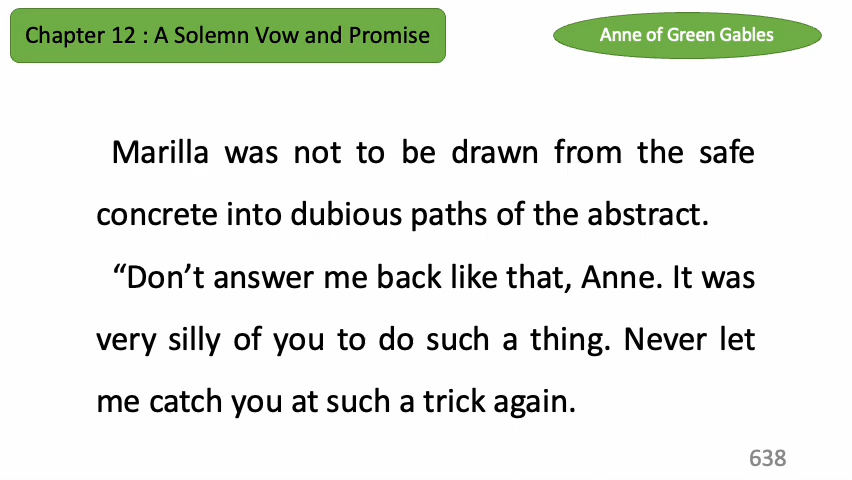 Chapter 12 : A Solemn Vow and Promise
Anne of Green Gables
Marilla was not to be drawn from the safe
concrete into dubious paths of the abstract.
“Don’t answer me back like that, Anne. It was
very silly of you to do such a thing. Never let
me catch you at such a trick again.
638